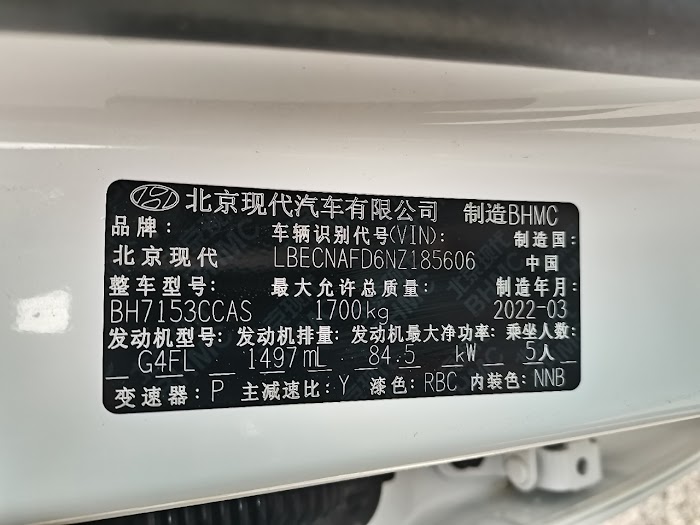 北京现代汽车有限公司 制造BHMC
品牌: 车辆识别代号(VIN): 制造国:
北京现代 LBECNAFD6NZ185606 中国
整车型号: 最大允许总质量: 制造年月:
BH7153CCAS 1700kg 2022-03
发动机型号: 发动机排量: 发动机最大净功率: 乘坐人数:
G4FL 1497mL 84.5 kW 5人
变速器: P 主减速比: Y 漆色: RBC 内装色: NNB